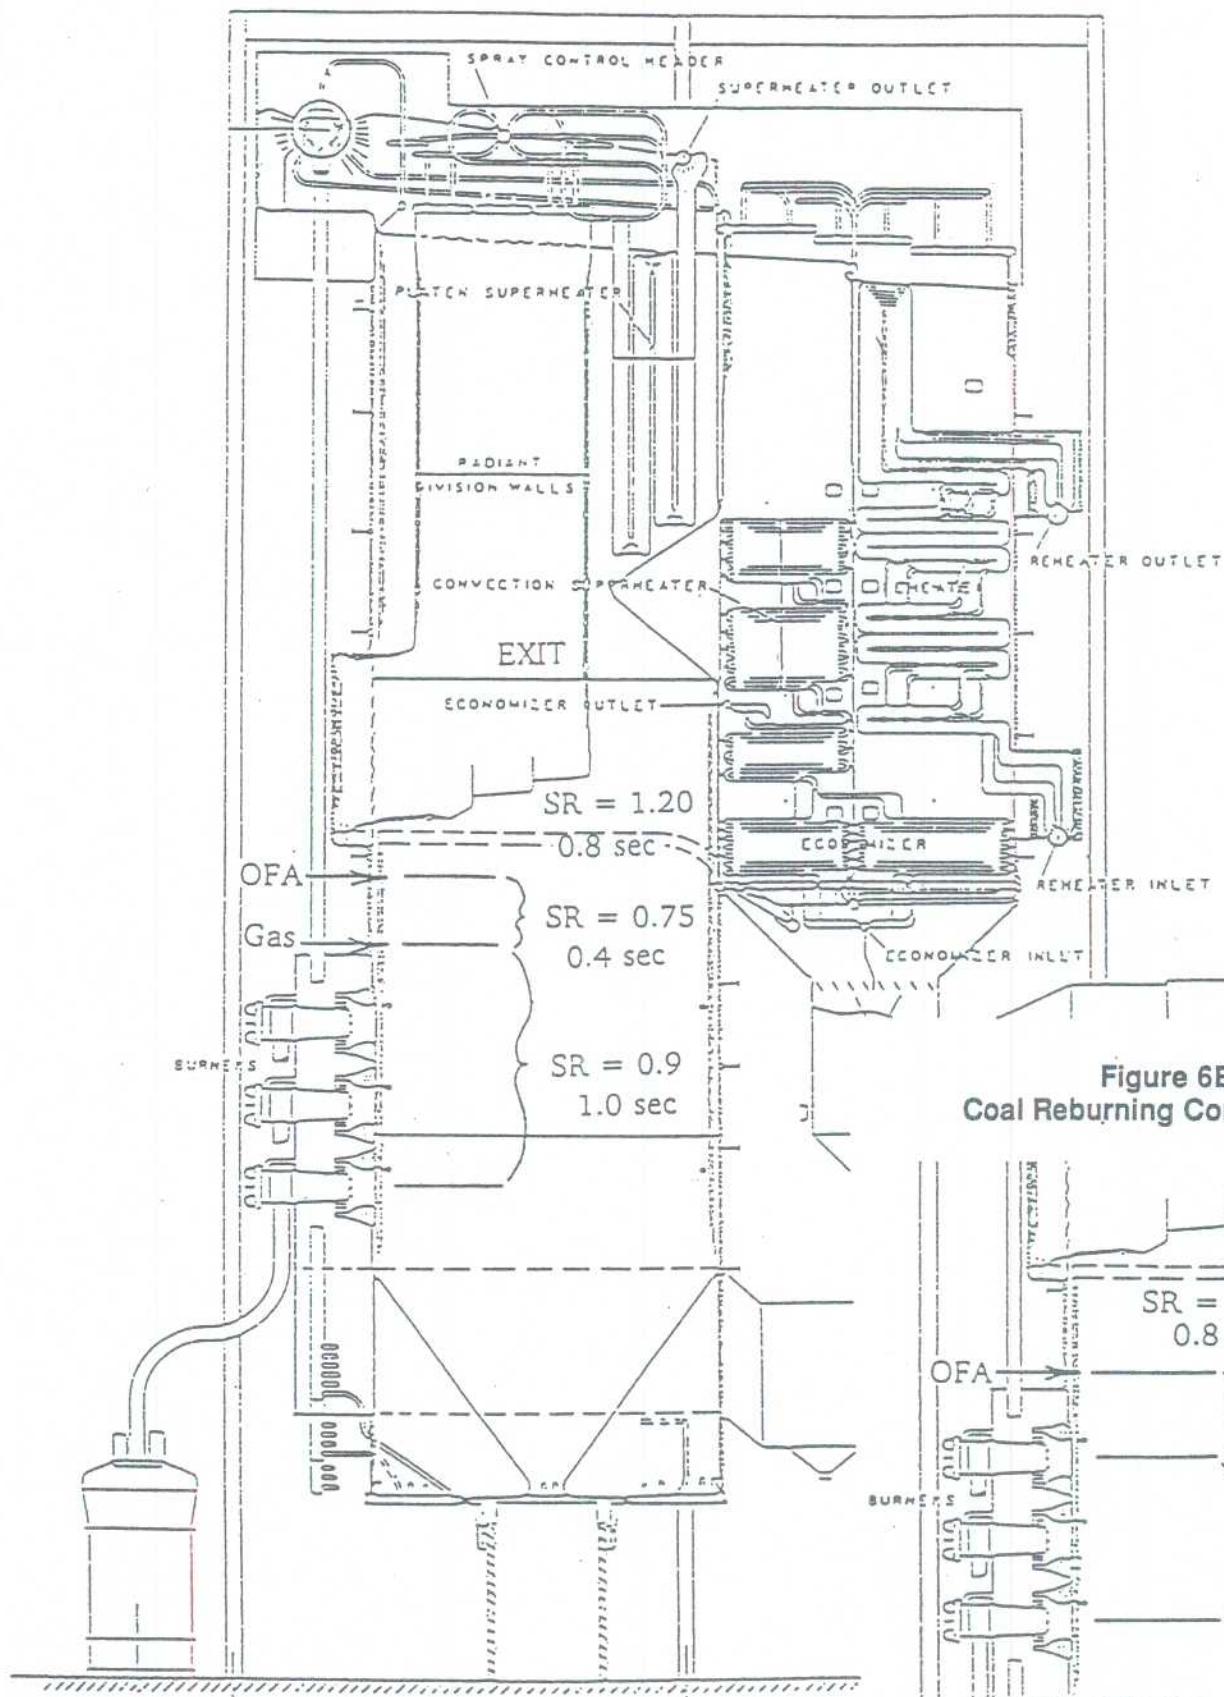 SPRAY CONTROL HEADER
SUPERHEATER OUTLET
PLATEN SUPERHEATER
RADIANT
DIVISION WALLS
REHEATER OUTLET
CONVECTION SUPERHEATER
REHEATER
EXIT
ECONOMIZER OUTLET
SR = 1.20
0.8 sec
ECONOMIZER
OFA
REHEATER INLET
SR = 0.75
0.4 sec
Gas
ECONOMIZER INLET
BURNERS
SR = 0.9
1.0 sec
Figure 6B
Coal Reburning
SR =
0.8
OFA
BURNERS